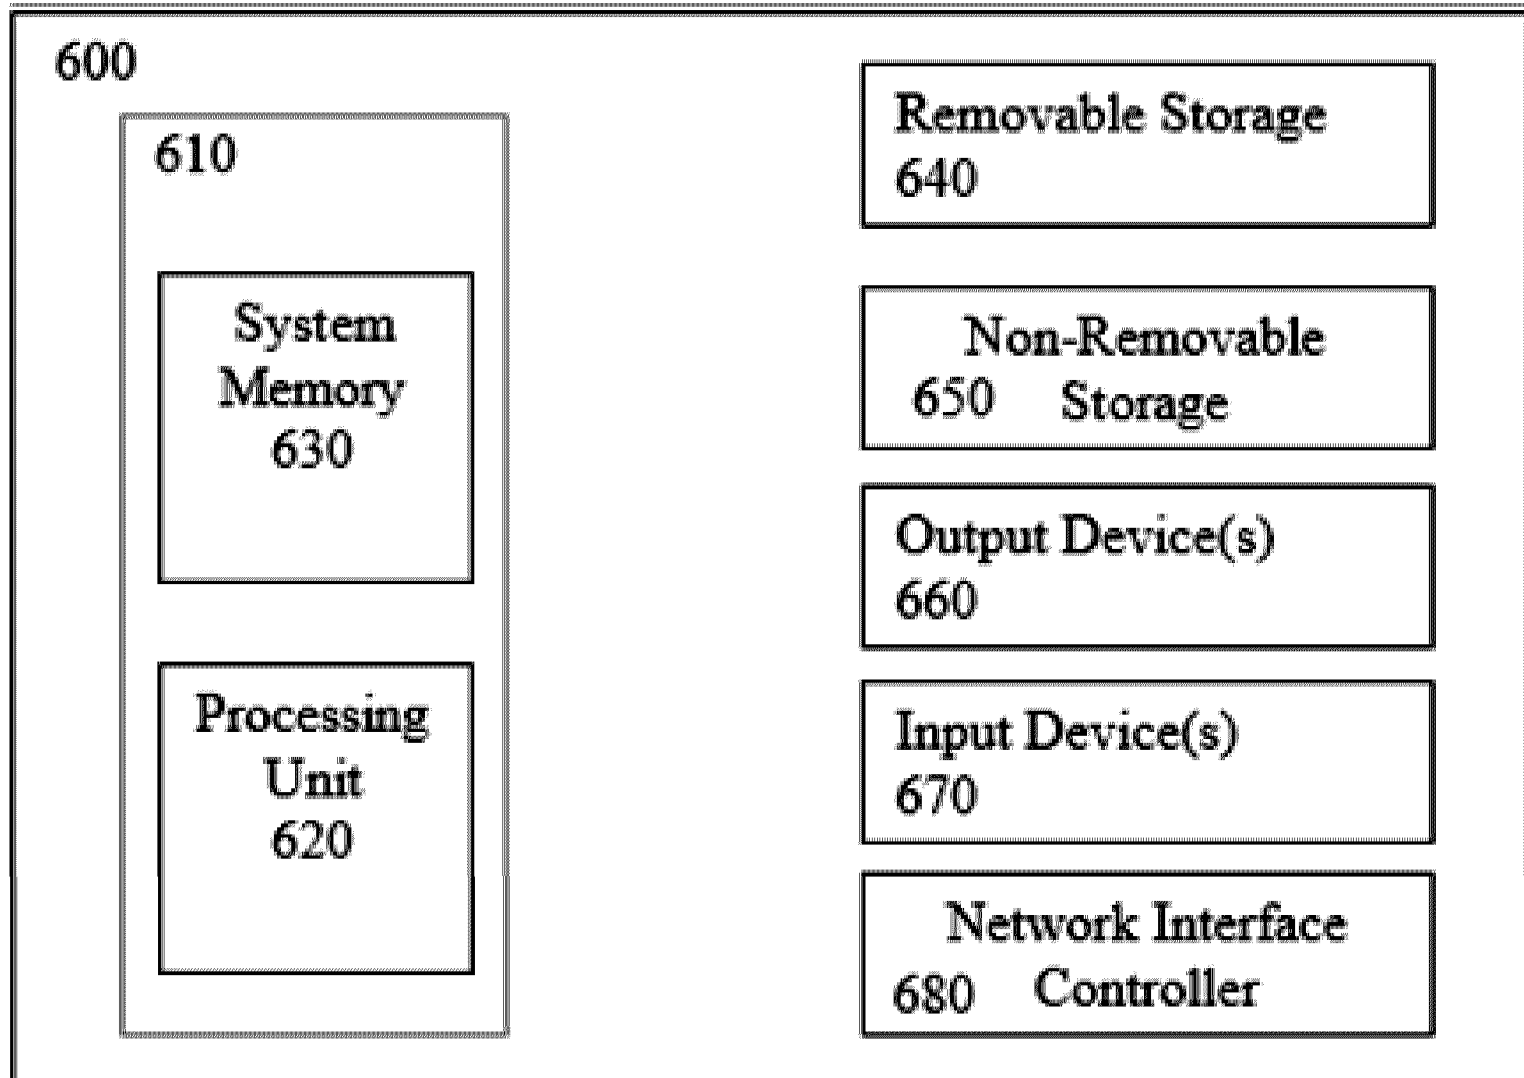 600
610
System
Memory
630
Processing
Unit
620
Removable Storage
640
Non-Removable
650 Storage
Output Device(s)
660
Input Device(s)
670
Network Interface
680 Controller